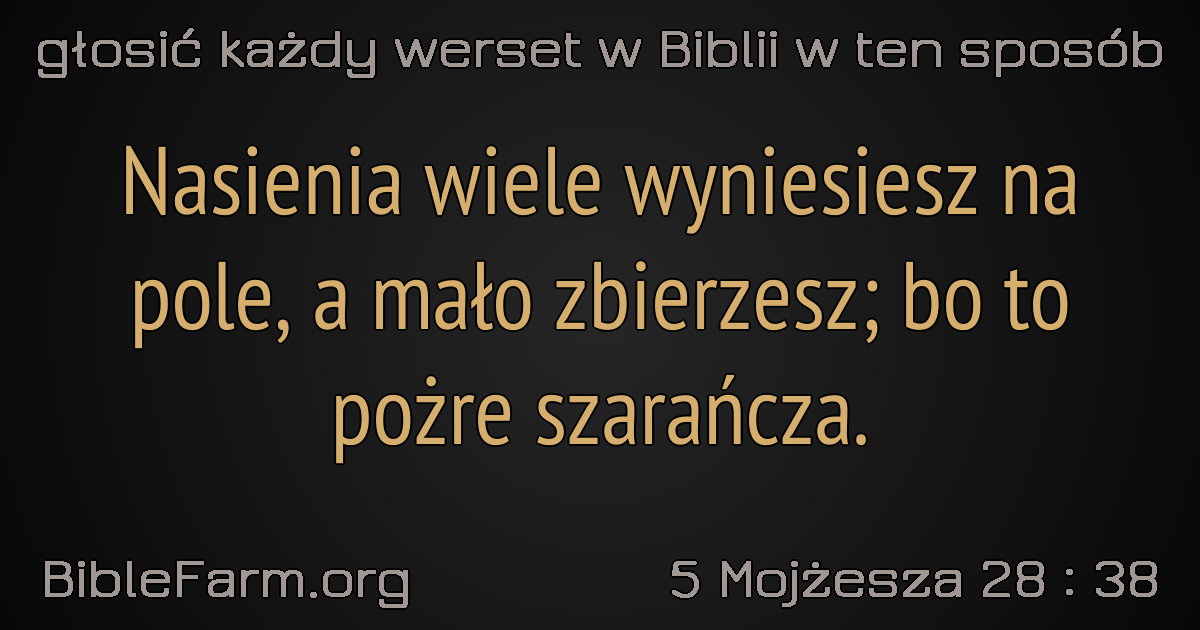 głosić każdy werset w Biblii w ten sposób
Nasienia wiele wyniesiesz na
pole, a mało zbierzesz; bo to
pożre szarańcza.
BibleFarm.org
5 Mojżesza 28 : 38